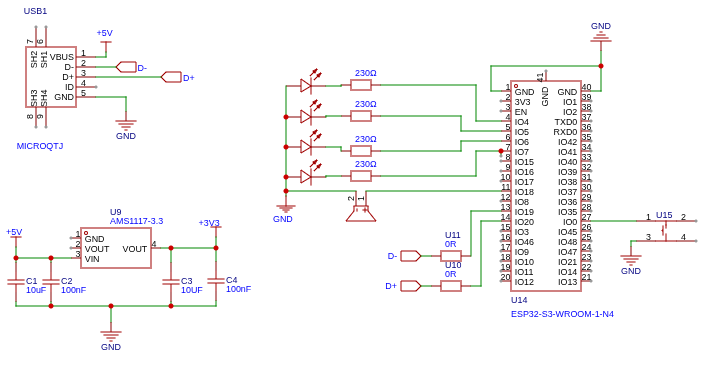 USB1
7 6
SH2 SH1
VBUS 1
D- 2
D+ 3
ID 4
GND 5
SH3 SH4
8 9
MICROQTJ
+5V
D-
D+
GND
230Ω
230Ω
230Ω
230Ω
GND
2 1
GND
41
GND
1 GND
2 3V3
3 EN
4 IO4
5 IO5
6 IO6
7 IO7
8 IO15
9 IO16
10 IO17
11 IO18
12 IO8
13 IO19
14 IO20
15 IO3
16 IO46
17 IO9
18 IO10
19 IO11
20 IO12
GND 40
IO1 39
IO2 38
TXD0 37
RXD0 36
IO42 35
IO41 34
IO40 33
IO39 32
IO38 31
IO37 30
IO36 29
IO35 28
IO0 27
IO45 26
IO48 25
IO47 24
IO21 23
IO14 22
IO13 21
U14
ESP32-S3-WROOM-1-N4
U15
1 2
3 4
GND
U11
0R
D-
U10
0R
D+
U9
AMS1117-3.3
1 GND
2 VOUT
3 VIN
VOUT 4
+5V
+3V3
C1
10uF
C2
100nF
C3
10UF
C4
100nF
GND